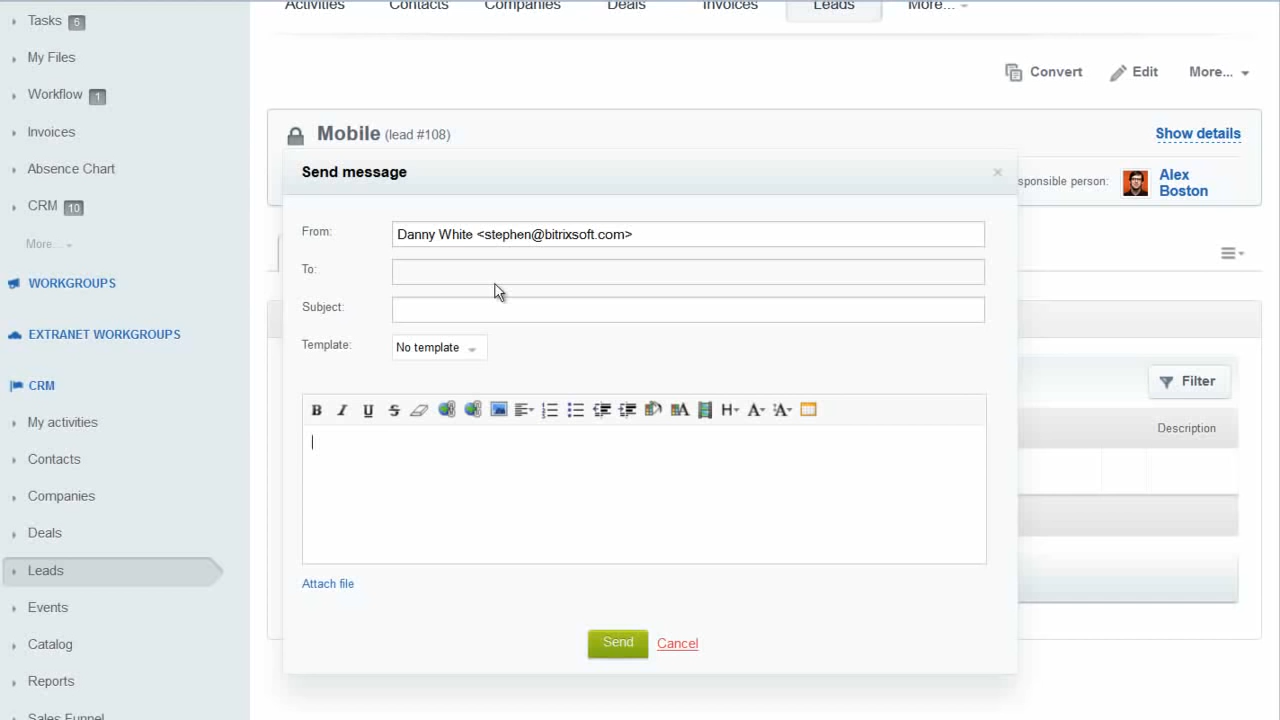 Activities Contacts Companies Deals Invoices Leads More...
Tasks 6
My Files
Workflow 1
Invoices
Absence Chart
CRM 10
More...
WORKGROUPS
EXTRANET WORKGROUPS
CRM
My activities
Contacts
Companies
Deals
Leads
Events
Catalog
Reports
Sales Funnel
Convert Edit More...
Mobile (lead #108) Show details
sponsible person: Alex
Boston
Send message ×
From: Danny White <stephen@bitrixsoft.com>
To:
Subject:
Template: No template
B I U S H A A
Attach file
Send Cancel
Filter
Description